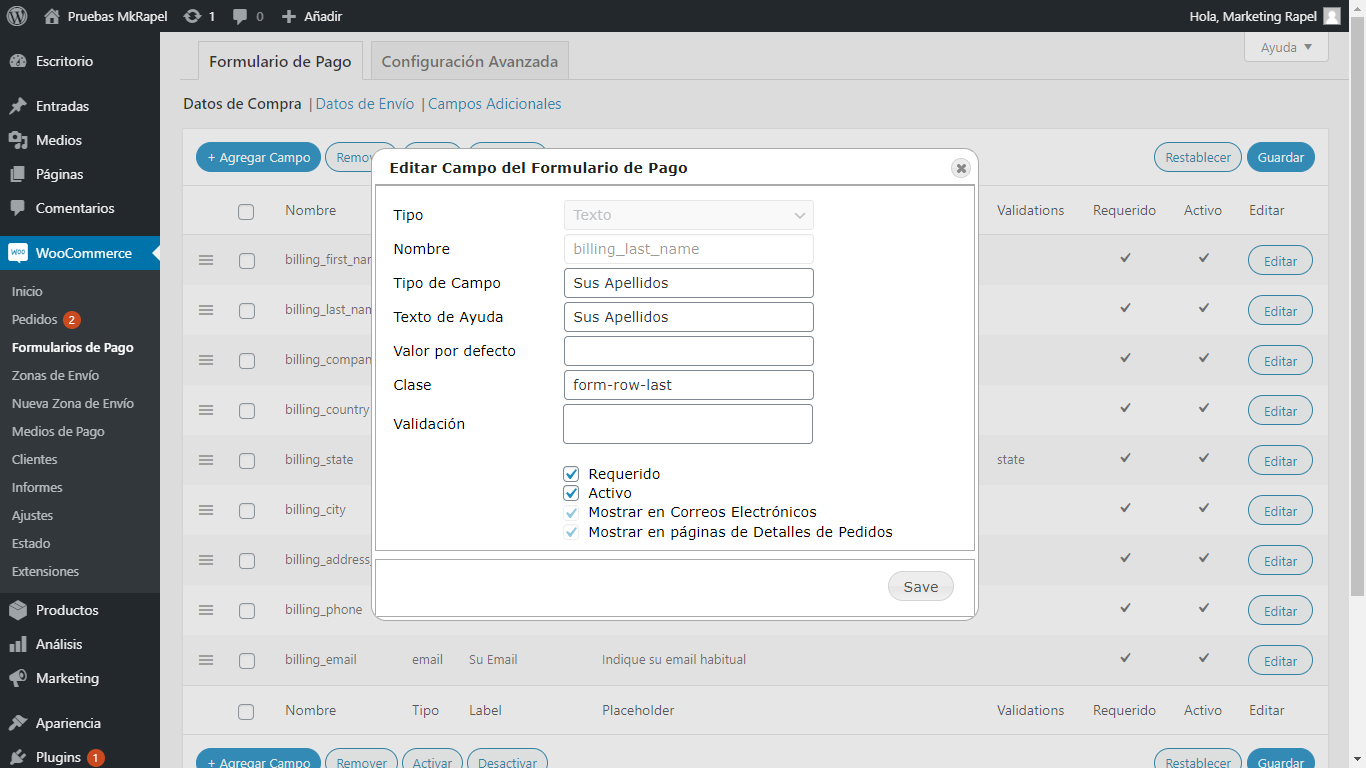 Pruebas MkRapel 1 0 Añadir Hola, Marketing Rapel
Escritorio
Entradas
Medios
Páginas
Comentarios
WOO WooCommerce
Inicio
Pedidos 2
Formularios de Pago
Zonas de Envío
Nueva Zona de Envío
Medios de Pago
Clientes
Informes
Ajustes
Estado
Extensiones
Productos
Análisis
Marketing
Apariencia
Plugins 1
Formulario de Pago Configuración Avanzada Ayuda
Datos de Compra | Datos de Envío | Campos Adicionales
+ Agregar Campo Remov Restablecer Guardar
Nombre Validations Requerido Activo Editar
billing_first_nar Editar
billing_last_nan Editar
billing_compan Editar
billing_country Editar
billing_state state Editar
billing_city Editar
billing_address_ Editar
billing_phone Editar
billing_email email Su Email Indique su email habitual Editar
Nombre Tipo Label Placeholder Validations Requerido Activo Editar
+ Agregar Campo Remover Activar Desactivar Restablecer Guardar
Editar Campo del Formulario de Pago
Tipo Texto
Nombre billing_last_name
Tipo de Campo Sus Apellidos
Texto de Ayuda Sus Apellidos
Valor por defecto
Clase form-row-last
Validación
Requerido
Activo
Mostrar en Correos Electrónicos
Mostrar en páginas de Detalles de Pedidos
Save